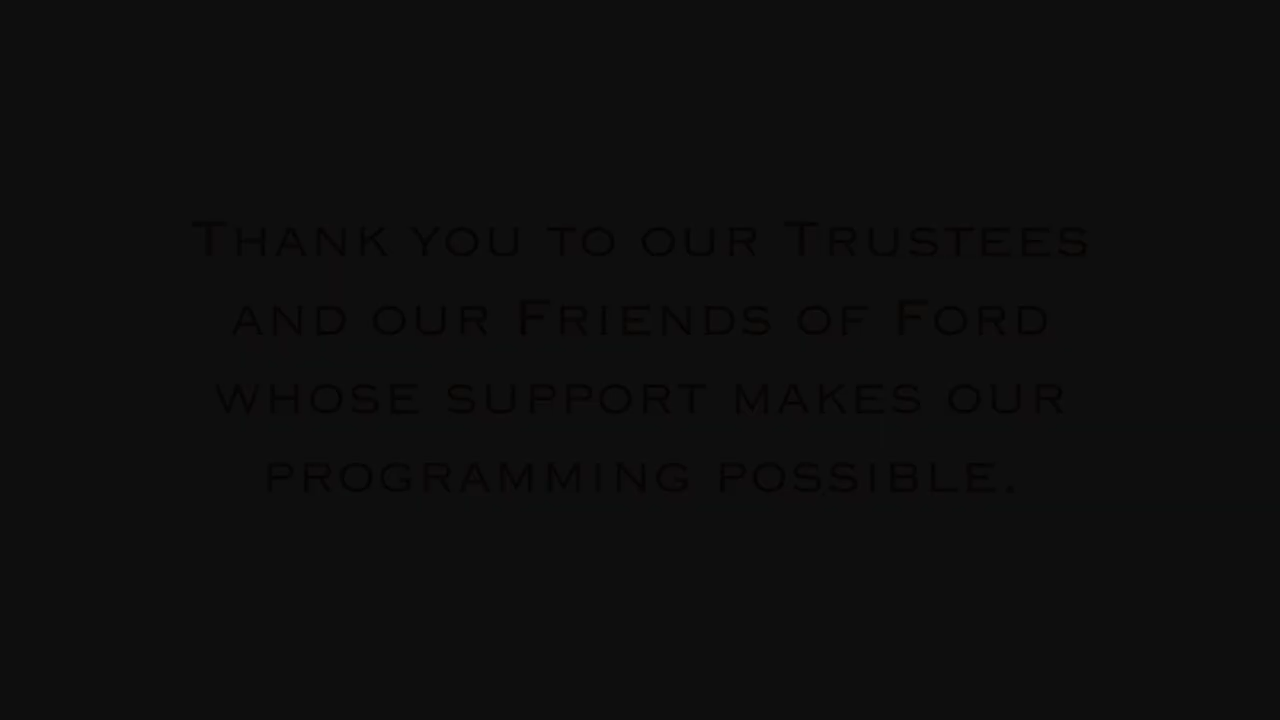 Thank you to our Trustees
and our Friends of Ford
whose support makes our
programming possible.